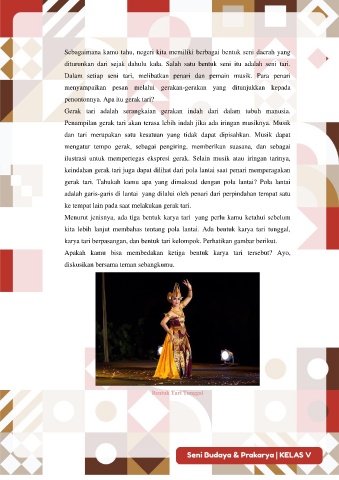 Sebagaimana kamu tahu, negeri kita memiliki berbagai bentuk seni daerah yang
diturunkan dari sejak dahulu kala. Salah satu bentuk seni itu adalah seni tari.
Dalam setiap seni tari, melibatkan penari dan pemain musik. Para penari
menyampaikan pesan melalui gerakan-gerakan yang ditunjukkan kepada
penontonnya. Apa itu gerak tari?
Gerak tari adalah serangkaian gerakan indah dari dalam tubuh manusia.
Penampilan gerak tari akan terasa lebih indah jika ada iringan musiknya. Musik
dan tari merupakan satu kesatuan yang tidak dapat dipisahkan. Musik dapat
mengatur tempo gerak, sebagai pengiring, memberikan suasana, dan sebagai
ilustrasi untuk mempertegas ekspresi gerak. Selain musik atau iringan tarinya,
keindahan gerak tari juga dapat dilihat dari pola lantai saat penari memperagakan
gerak tari. Tahukah kamu apa yang dimaksud dengan pola lantai? Pola lantai
adalah garis-garis di lantai yang dilalui oleh penari dari perpindahan tempat satu
ke tempat lain pada saat melakukan gerak tari.
Menurut jenisnya, ada tiga bentuk karya tari yang perlu kamu ketahui sebelum
kita lebih lanjut membahas tentang pola lantai. Ada bentuk karya tari tunggal,
karya tari berpasangan, dan bentuk tari kelompok. Perhatikan gambar berikut.
Apakah kamu bisa membedakan ketiga bentuk karya tari tersebut? Ayo,
diskusikan bersama teman sebangkumu.
Bentuk Tari Tunggal
Seni Budaya & Prakarya | KELAS V